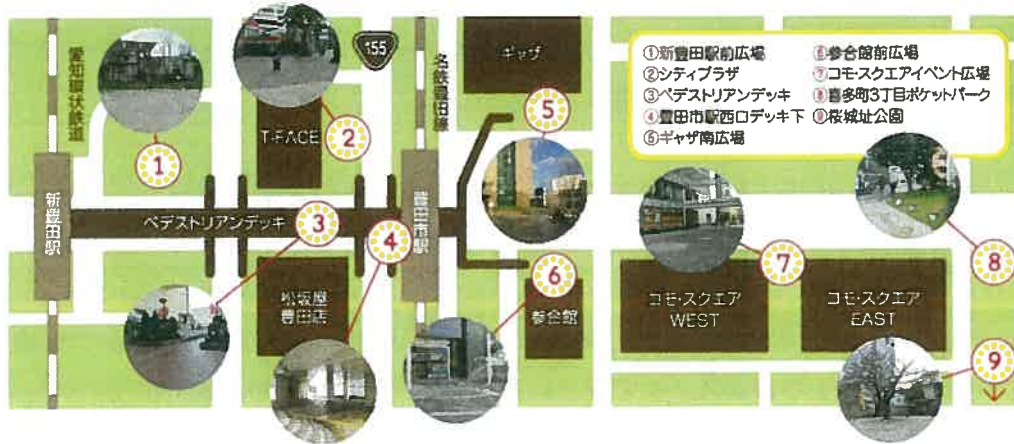 愛知環状鉄道
新豊田駅
①
T-FACE
②
155
名鉄豊田線
ギャザ
⑤
①新豊田駅前広場
②シティプラザ
③ペデストリアンデッキ
④豊田市駅西口デッキ下
⑤ギャザ南広場
⑥参合館前広場
⑦コモ・スクエアイベント広場
⑧喜多町3丁目ポケットパーク
⑨桜城址公園
ペデストリアンデッキ
③
④
豊田市駅
松坂屋
豊田店
⑥
参合館
⑦
コモ・スクエア
WEST
コモ・スクエア
EAST
⑧
⑨